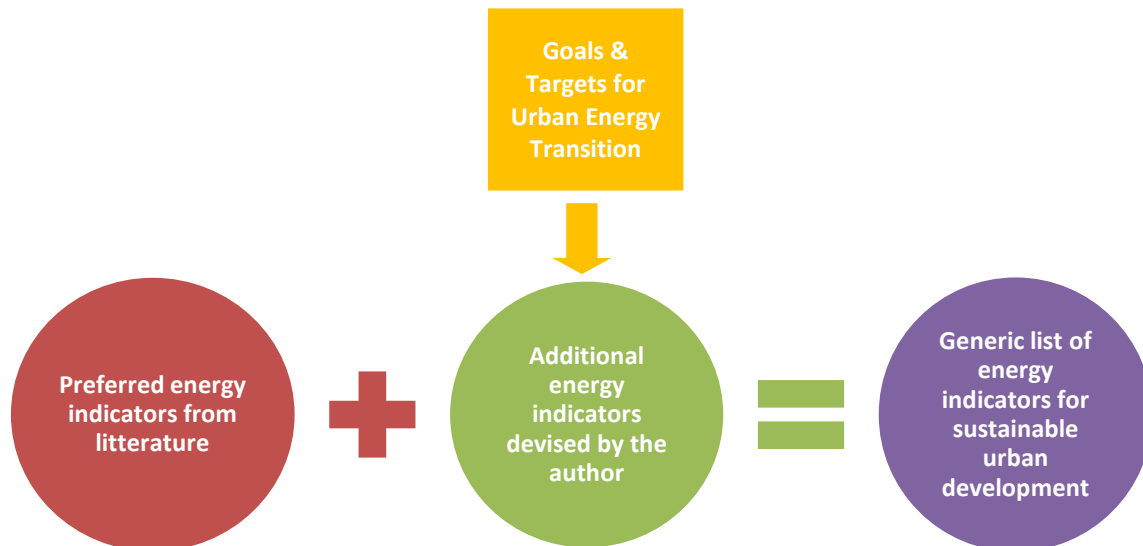 Goals &
Targets for
Urban Energy
Transition
Preferred energy
indicators from
litterature
Additional
energy
indicators
devised by the
author
Generic list of
energy
indicators for
sustainable
urban
development